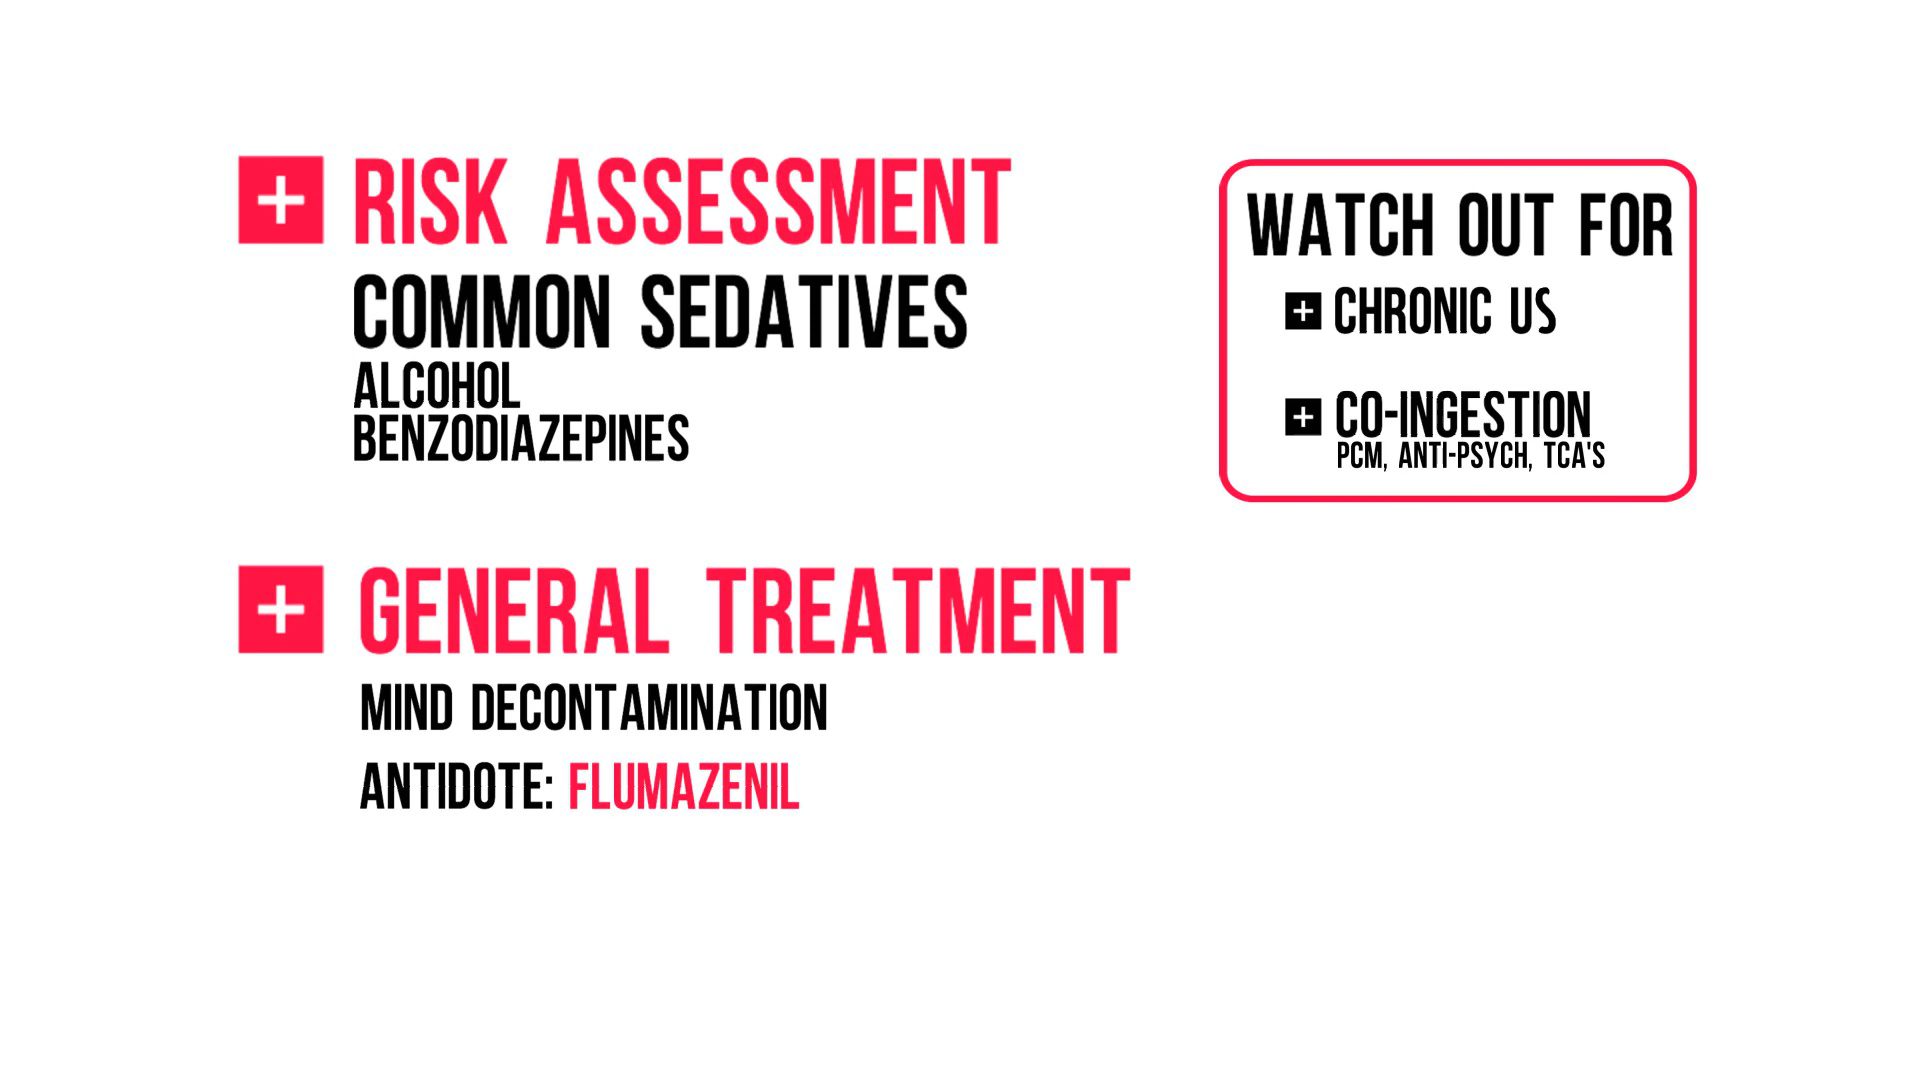 RISK ASSESSMENT
COMMON SEDATIVES
ALCOHOL
BENZODIAZEPINES
WATCH OUT FOR
CHRONIC US
CO-INGESTION
PCM, ANTI-PSYCH, TCA'S
GENERAL TREATMENT
MIND DECONTAMINATION
ANTIDOTE: FLUMAZENIL